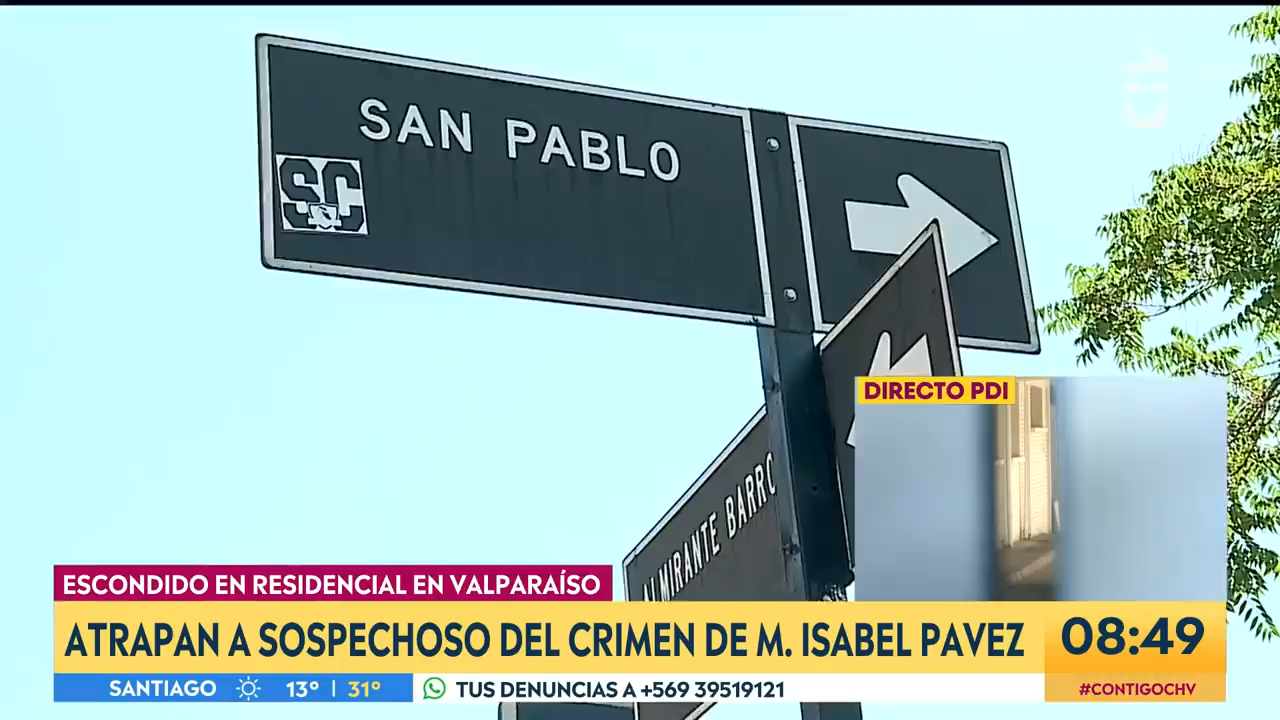 SAN PABLO
SC
DIRECTO PDI
ALMIRANTE BARRO
ESCONDIDO EN RESIDENCIAL EN VALPARAÍSO
ATRAPAN A SOSPECHOSO DEL CRIMEN DE M. ISABEL PAVEZ
08:49
SANTIAGO 13° | 31° TUS DENUNCIAS A +569 39519121
#CONTIGOCHV